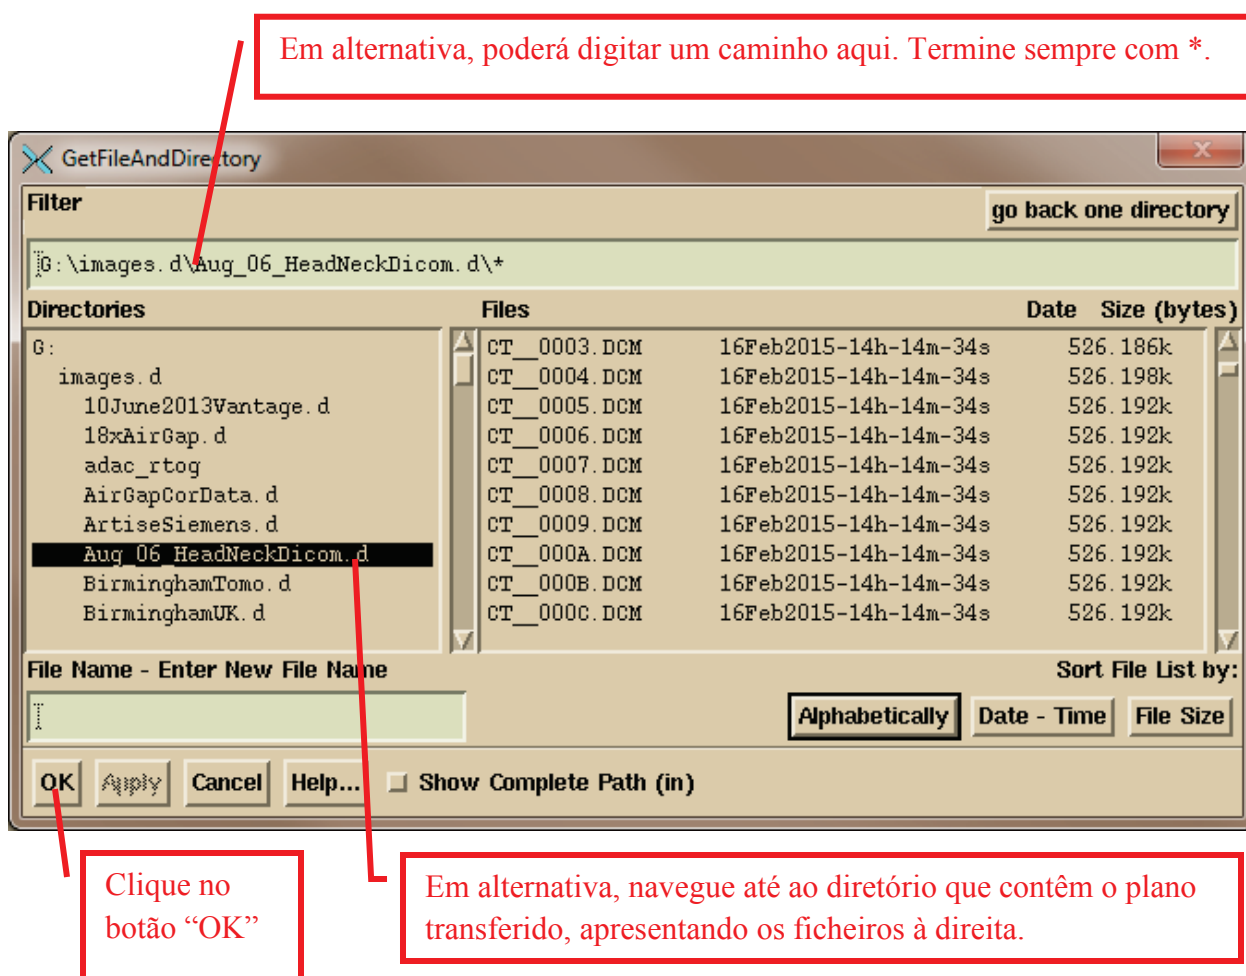 Em alternativa, poderá digitar um caminho aqui. Termine sempre com *.
GetFileAndDirectory
Filter
go back one directory
G:\images.d\Aug_06_HeadNeckDicom.d\*
Directories Files Date Size (bytes)
G: CT__0003.DCM 16Feb2015-14h-14m-34s 526.186k
images.d CT__0004.DCM 16Feb2015-14h-14m-34s 526.198k
10June2013Vantage.d CT__0005.DCM 16Feb2015-14h-14m-34s 526.192k
18xAirGap.d CT__0006.DCM 16Feb2015-14h-14m-34s 526.192k
adac_rtog CT__0007.DCM 16Feb2015-14h-14m-34s 526.192k
AirGapCorData.d CT__0008.DCM 16Feb2015-14h-14m-34s 526.192k
ArtiseSiemens.d CT__0009.DCM 16Feb2015-14h-14m-34s 526.192k
Aug_06_HeadNeckDicom.d CT__000A.DCM 16Feb2015-14h-14m-34s 526.192k
BirminghamTomo.d CT__000B.DCM 16Feb2015-14h-14m-34s 526.192k
BirminghamUK.d CT__000C.DCM 16Feb2015-14h-14m-34s 526.192k
File Name - Enter New File Name Sort File List by:
Alphabetically Date - Time File Size
OK Apply Cancel Help... Show Complete Path (in)
Clique no
botão “OK”
Em alternativa, navegue até ao diretório que contêm o plano
transferido, apresentando os ficheiros à direita.